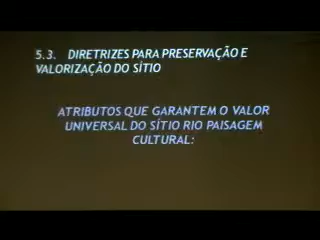 5.3. DIRETRIZES PARA PRESERVAÇÃO E
VALORIZAÇÃO DO SÍTIO
ATRIBUTOS QUE GARANTEM O VALOR
UNIVERSAL DO SÍTIO RIO PAISAGEM
CULTURAL: